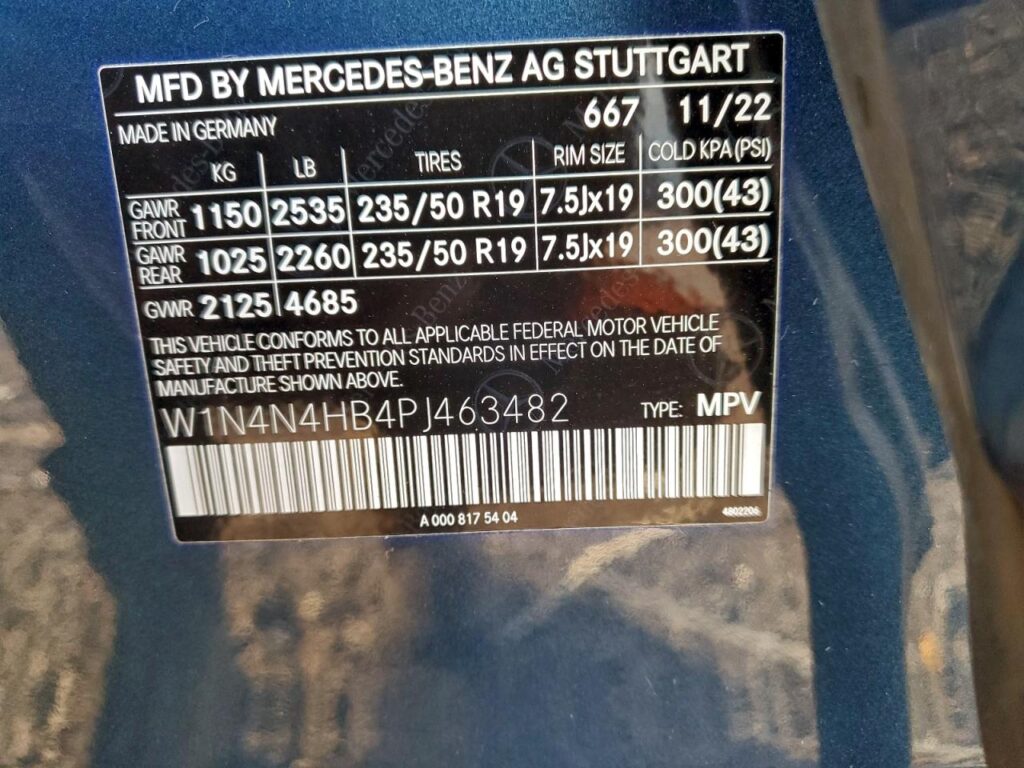 MFD BY MERCEDES-BENZ AG STUTTGART
MADE IN GERMANY 667 11/22
KG LB TIRES RIM SIZE COLD KPA (PSI)
GAWR FRONT 1150 2535 235/50 R19 7.5Jx19 300(43)
GAWR REAR 1025 2260 235/50 R19 7.5Jx19 300(43)
GVWR 2125 4685
THIS VEHICLE CONFORMS TO ALL APPLICABLE FEDERAL MOTOR VEHICLE
SAFETY AND THEFT PREVENTION STANDARDS IN EFFECT ON THE DATE OF
MANUFACTURE SHOWN ABOVE.
W1N4N4HB4PJ463482 TYPE: MPV
A 000 817 54 04 4802206